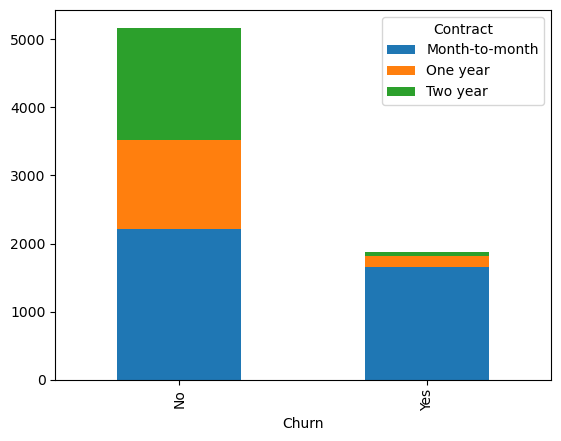 Contract
Month-to-month
One year
Two year
5000
4000
3000
2000
1000
0
No
Yes
Churn